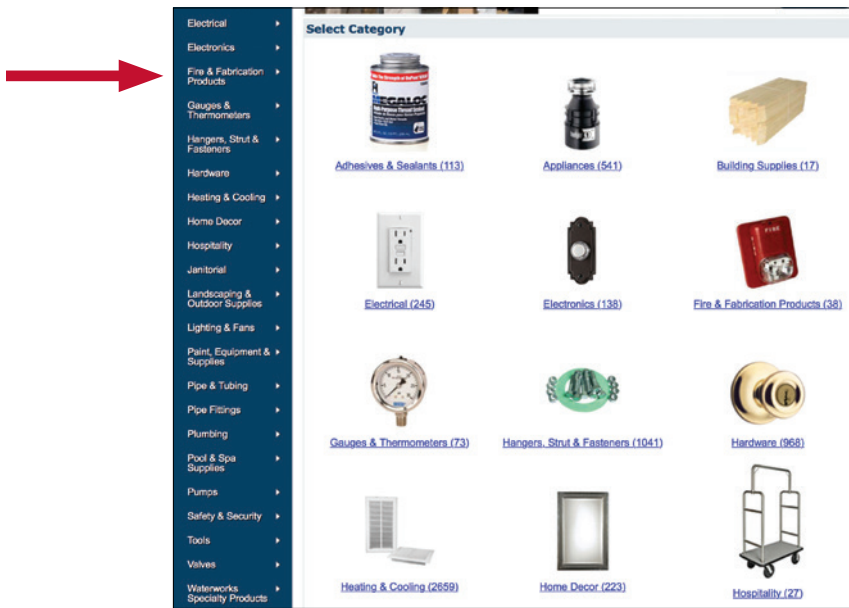 Electrical
Electronics
Fire & Fabrication
Products
Gauges &
Thermometers
Hangers, Strut &
Fasteners
Hardware
Heating & Cooling
Home Decor
Hospitality
Janitorial
Landscaping &
Outdoor Supplies
Lighting & Fans
Paint, Equipment &
Supplies
Pipe & Tubing
Pipe Fittings
Plumbing
Pool & Spa
Supplies
Pumps
Safety & Security
Tools
Valves
Waterworks
Specialty Products
Select Category
MEGALOC
Adhesives & Sealants (113)
Appliances (541)
Building Supplies (17)
FIRE
Electrical (245)
Electronics (138)
Fire & Fabrication Products (38)
Gauges & Thermometers (73)
Hangers, Strut & Fasteners (1041)
Hardware (968)
Heating & Cooling (2659)
Home Decor (223)
Hospitality (27)